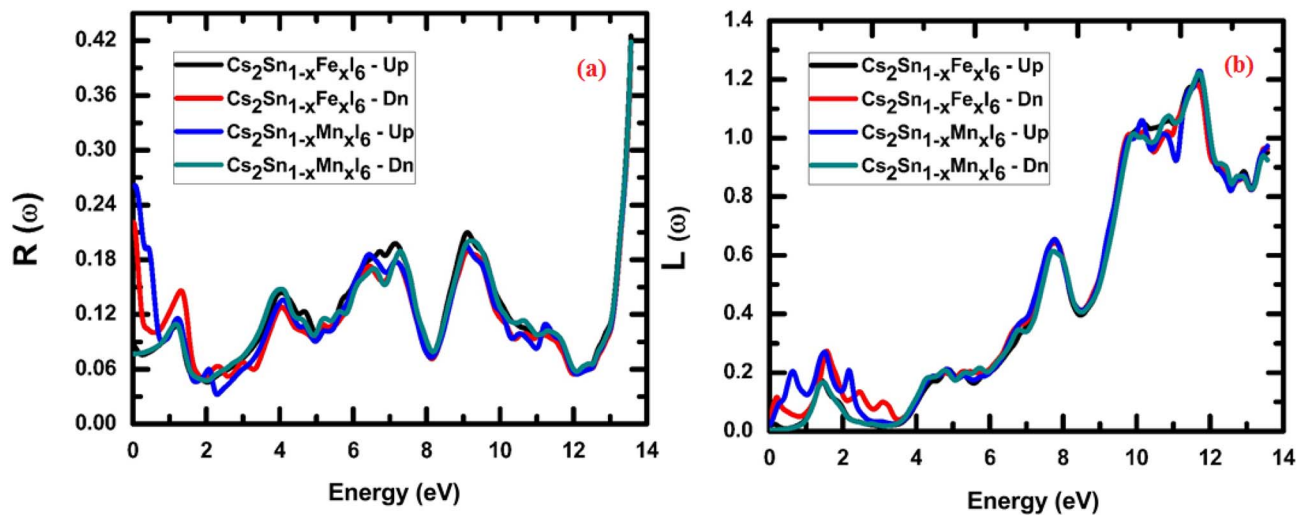 0.42
0.36
0.30
0.24
0.18
0.12
0.06
0.00
R (ω)
Cs2Sn1-xFexI6 - Up
Cs2Sn1-xFexI6 - Dn
Cs2Sn1-xMnxI6 - Up
Cs2Sn1-xMnxI6 - Dn
(a)
0 2 4 6 8 10 12 14
Energy (eV)
1.4
1.2
1.0
0.8
0.6
0.4
0.2
0.0
L (ω)
Cs2Sn1-xFexI6 - Up
Cs2Sn1-xFexI6 - Dn
Cs2Sn1-xMnxI6 - Up
Cs2Sn1-xMnxI6 - Dn
(b)
0 2 4 6 8 10 12 14
Energy (eV)